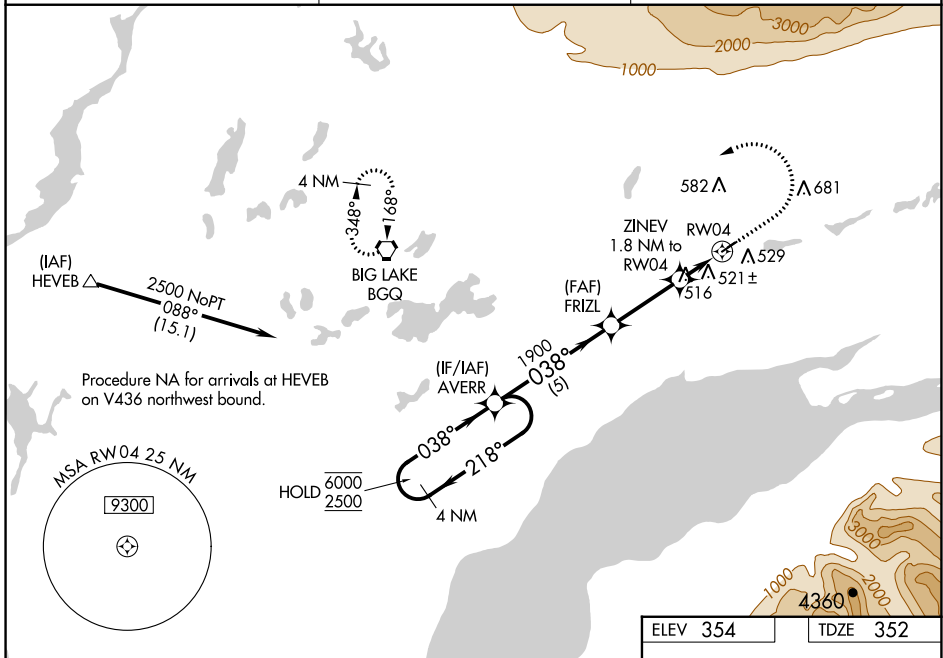 3000
2000
1000
4 NM
348°
168°
BIG LAKE
BGQ
582
681
ZINEV
1.8 NM to
RW04
RW04
529
521±
516
(IAF)
HEVEB
2500 NoPT
088°
(15.1)
(FAF)
FRIZL
Procedure NA for arrivals at HEVEB
on V436 northwest bound.
(IF/IAF)
AVERR
1900
038°
(5)
038°
218°
HOLD 6000
2500
4 NM
MSA RW04 25 NM
9300
3000
1000
2000
4360
ELEV 354
TDZE 352